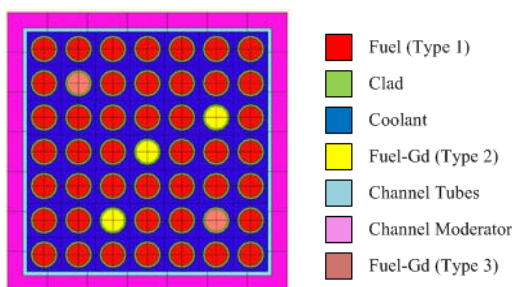 Fuel (Type 1)
Clad
Coolant
Fuel-Gd (Type 2)
Channel Tubes
Channel Moderator
Fuel-Gd (Type 3)